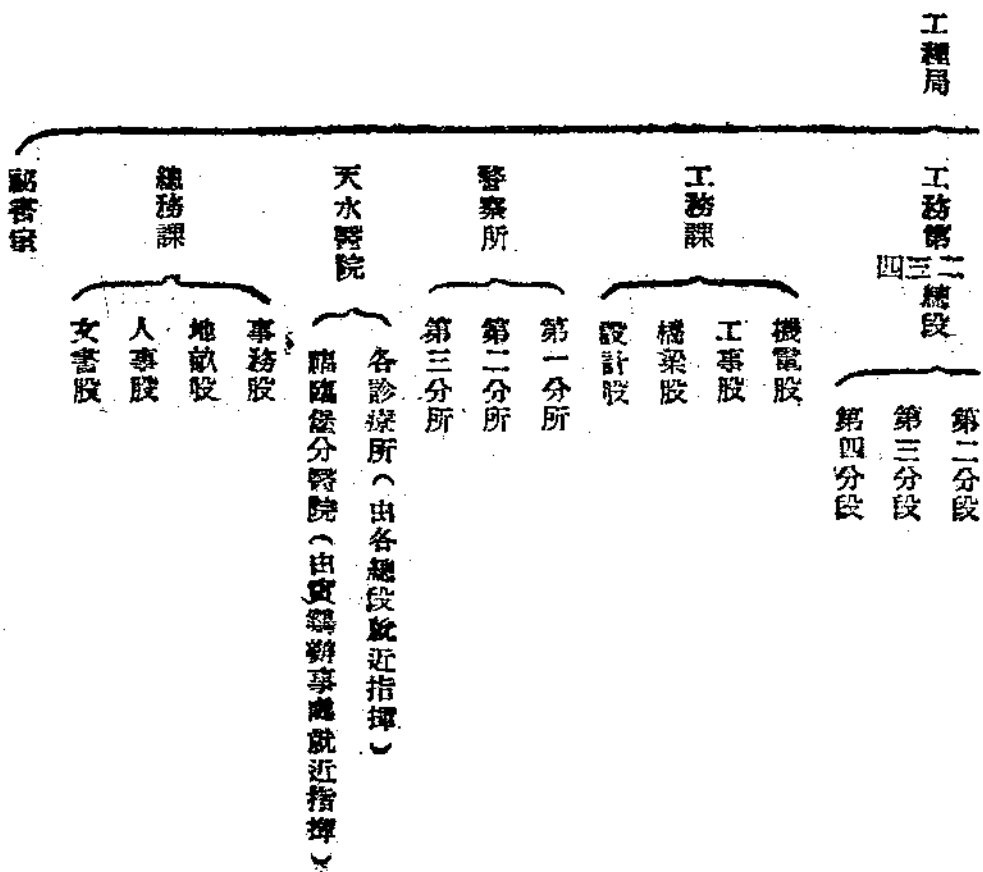 工程局
工務第二三四總段
第二分段
第三分段
第四分段
工務課
機電股
工事股
橋梁股
設計股
警察所
第一分所
第二分所
第三分所
天水醫院
各診療所(由各總段就近指揮)
分醫院(由寶鷄辦事處就近指揮)
總務課
事務股
地畝股
人事股
文書股
秘書室